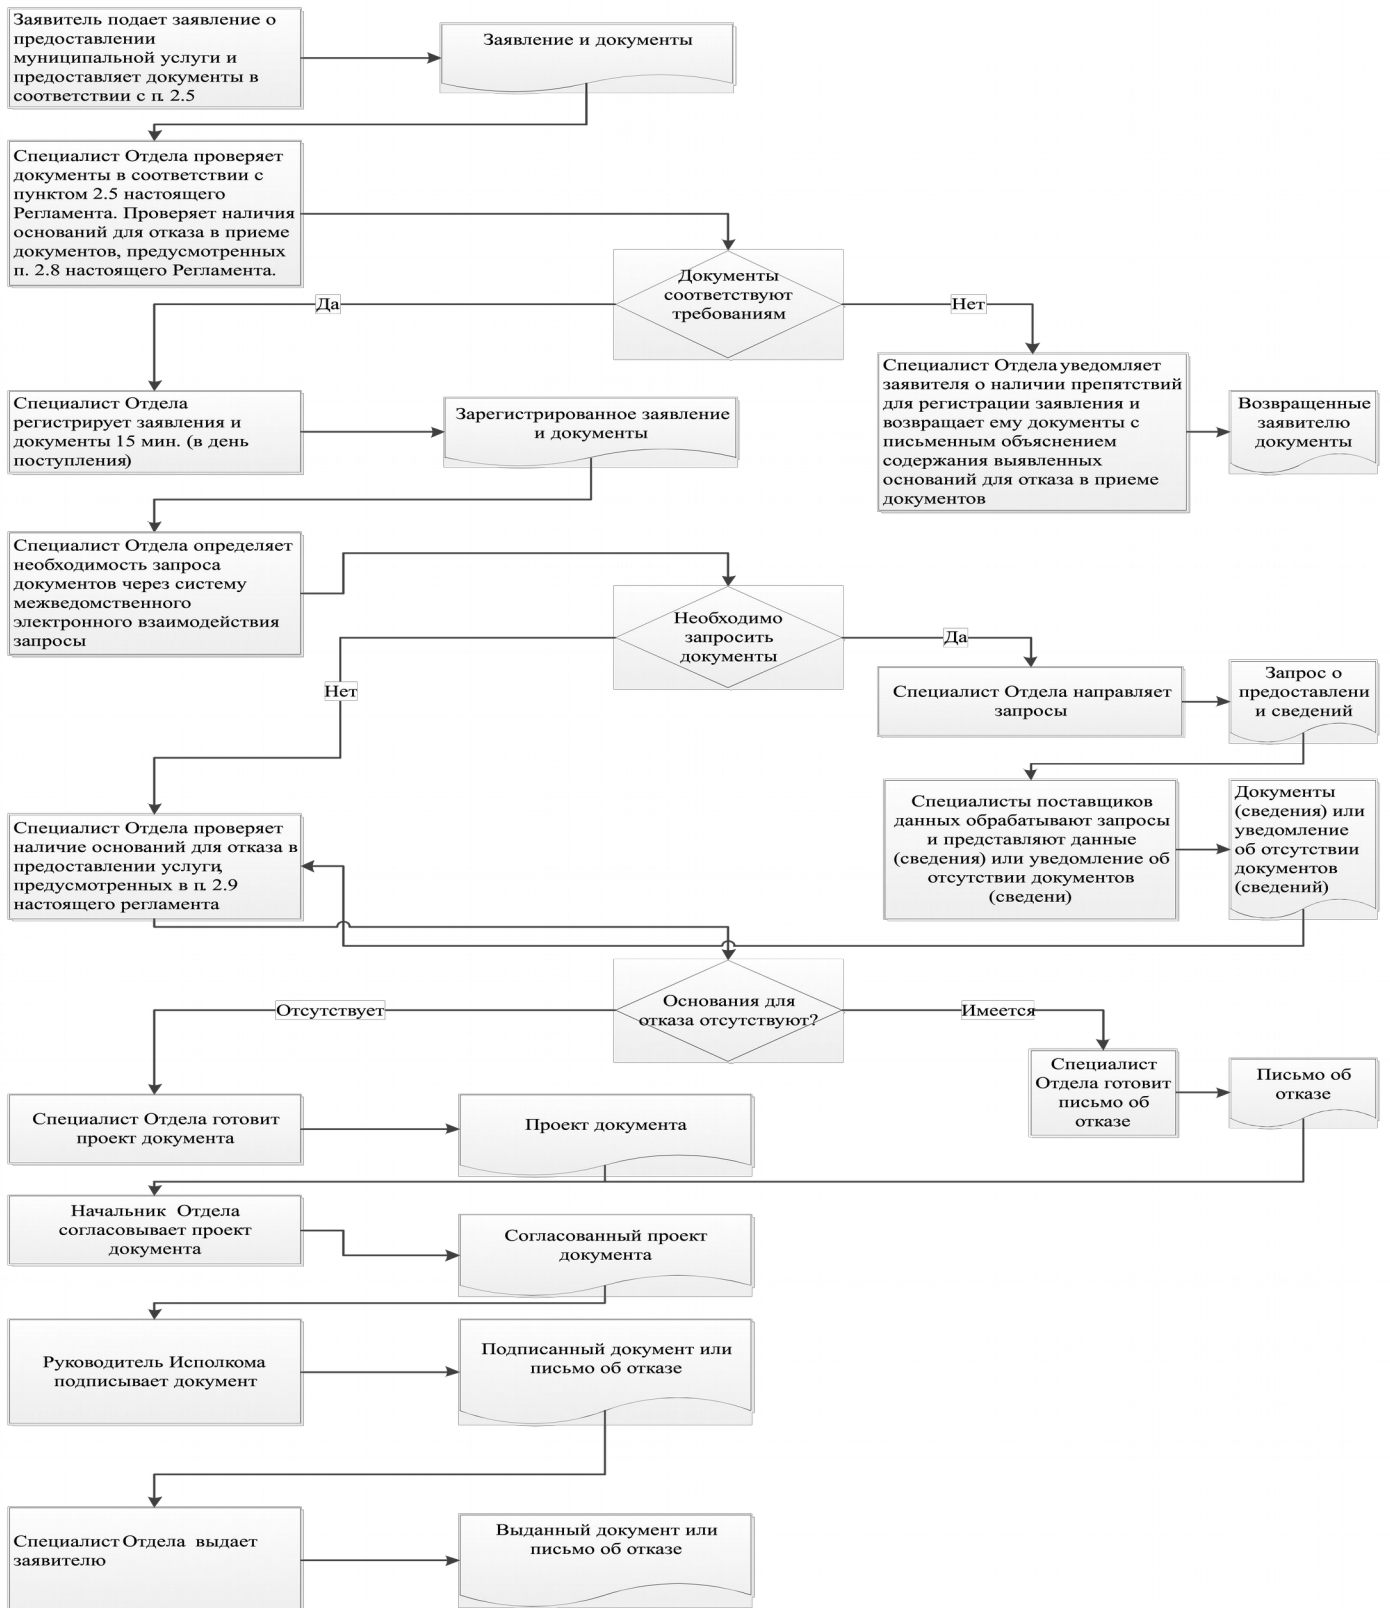 Заявитель подает заявление о
предоставлении
муниципальной услуги и
предоставляет документы в
соответствии с п. 2.5
Заявление и документы
Специалист Отдела проверяет
документы в соответствии с
пунктом 2.5 настоящего
Регламента. Проверяет наличия
оснований для отказа в приеме
документов, предусмотренных
п. 2.8 настоящего Регламента.
Документы
соответствуют
требованиям
Да
Нет
Специалист Отдела
регистрирует заявления и
документы 15 мин. (в день
поступления)
Зарегистрированное заявление
и документы
Специалист Отдела уведомляет
заявителя о наличии препятствий
для регистрации заявления и
возвращает ему документы с
письменным объяснением
содержания выявленных
оснований для отказа в приеме
документов
Возвращенные
заявителю
документы
Специалист Отдела определяет
необходимость запроса
документов через систему
межведомственного
электронного взаимодействия
запросы
Необходимо
запросить
документы
Да
Нет
Специалист Отдела направляет
запросы
Запрос о
предоставлени
и сведений
Специалист Отдела проверяет
наличие оснований для отказа в
предоставлении услуги,
предусмотренных в п. 2.9
настоящего регламента
Специалисты поставщиков
данных обрабатывают запросы
и представляют данные
(сведения) или уведомление об
отсутствии документов
(сведени)
Документы
(сведения) или
уведомление
об отсутствии
документов
(сведений)
Основания для
отказа отсутствуют?
Отсутствует
Имеется
Специалист
Отдела готовит
письмо об
отказе
Письмо об
отказе
Специалист Отдела готовит
проект документа
Проект документа
Начальник Отдела
согласовывает проект
документа
Согласованный проект
документа
Руководитель Исполкома
подписывает документ
Подписанный документ или
письмо об отказе
Специалист Отдела выдает
заявителю
Выданный документ или
письмо об отказе